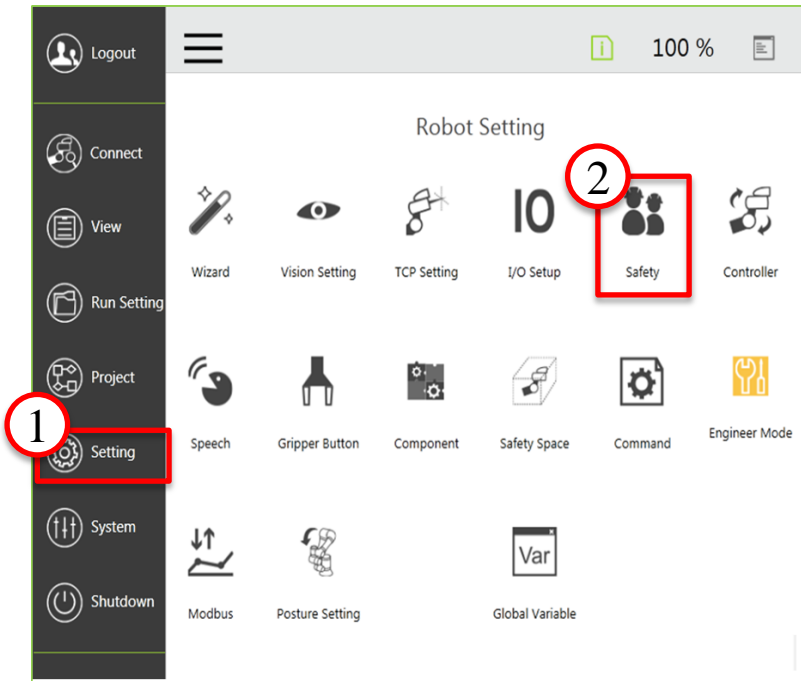 Logout
i
100 %
Robot Setting
2
Connect
View
Run Setting
Project
1
Setting
System
Shutdown
IO
Wizard
Vision Setting
TCP Setting
I/O Setup
Safety
Controller
Speech
Gripper Button
Component
Safety Space
Command
Engineer Mode
Var
Modbus
Posture Setting
Global Variable